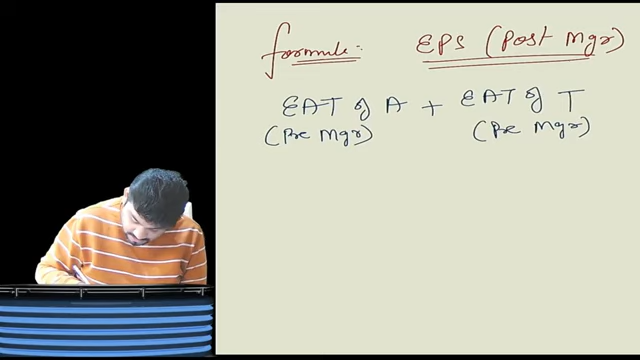 Formula:- EPS (Post Mgr)
EAT of A + EAT of T
(Pre Mgr) (Pre Mgr)